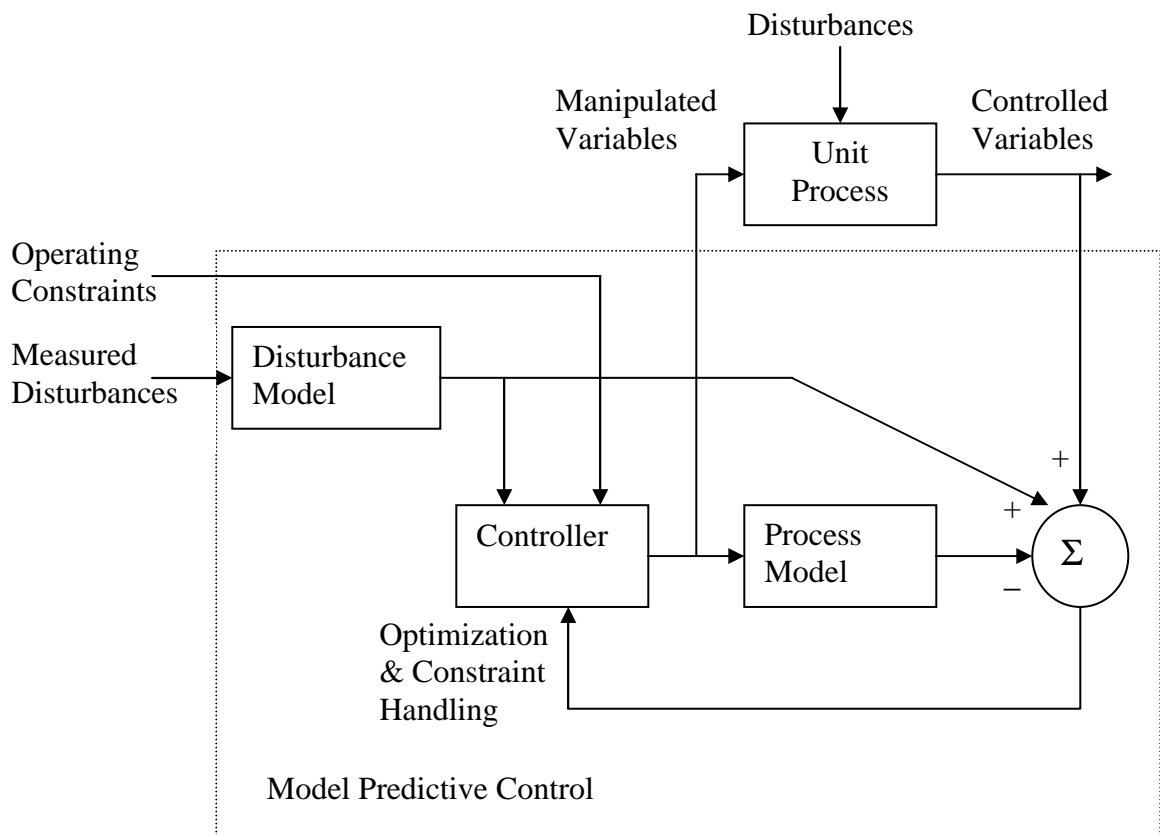 Disturbances
Manipulated
Variables
Controlled
Variables
Unit
Process
Operating
Constraints
Measured
Disturbances
Disturbance
Model
+
+
Controller
Process
Model
Σ
−
Optimization
& Constraint
Handling
Model Predictive Control